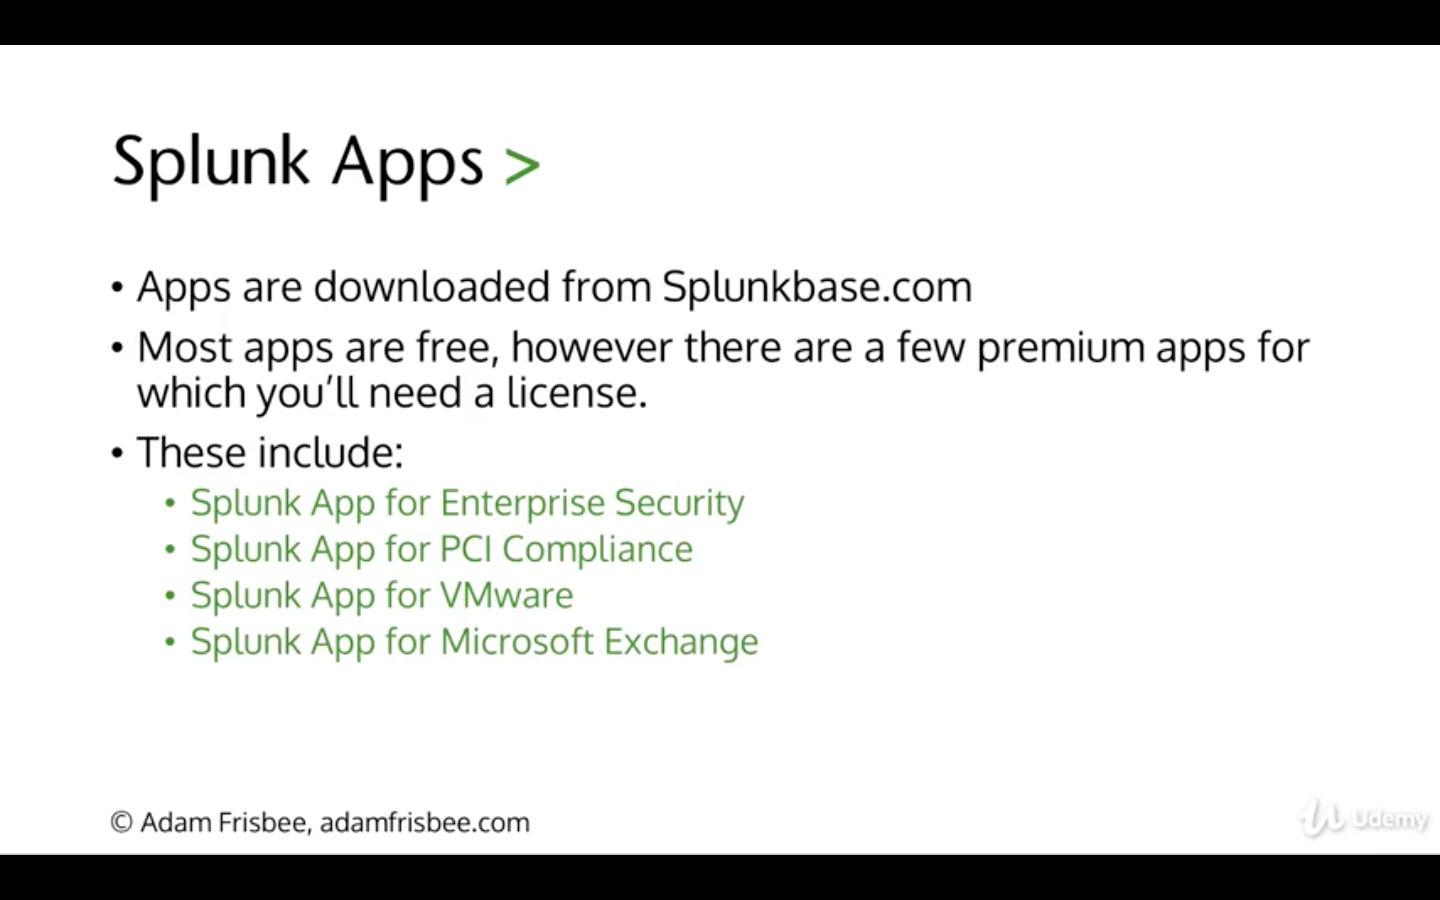 Splunk Apps >
• Apps are downloaded from Splunkbase.com
• Most apps are free, however there are a few premium apps for
which you’ll need a license.
• These include:
• Splunk App for Enterprise Security
• Splunk App for PCI Compliance
• Splunk App for VMware
• Splunk App for Microsoft Exchange
© Adam Frisbee, adamfrisbee.com
Udemy